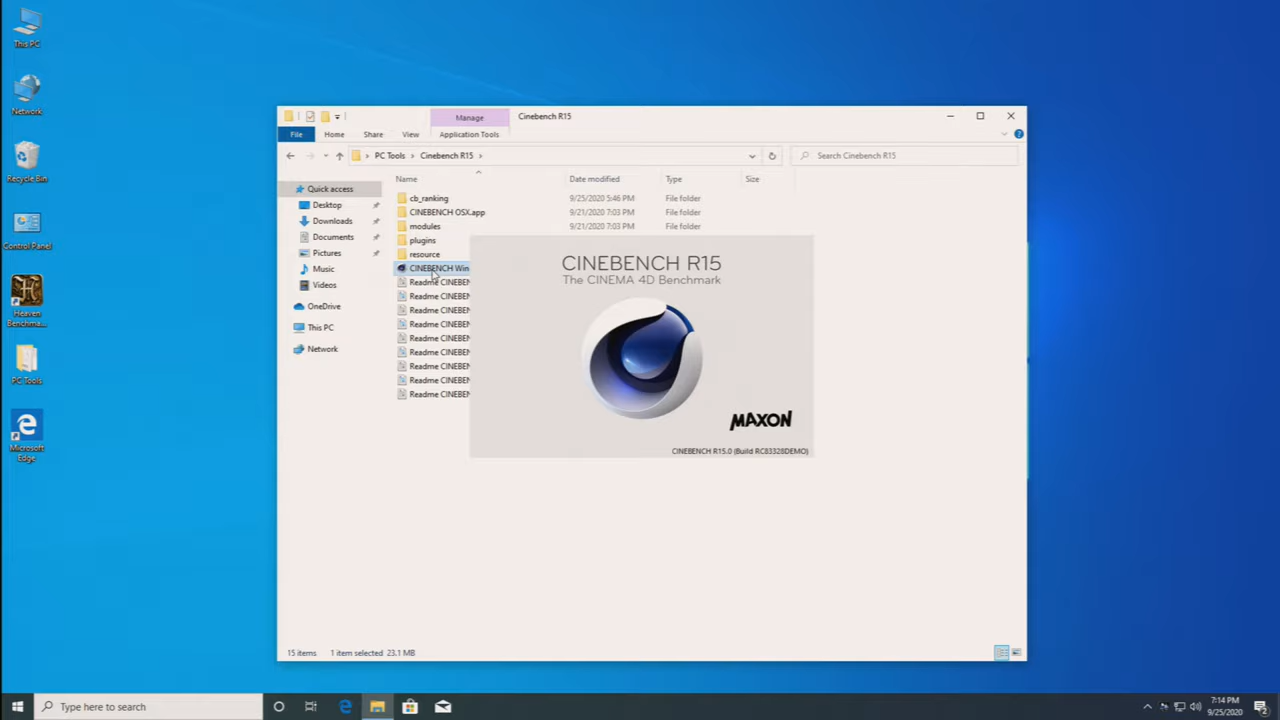 This PC
Network
Recycle Bin
Control Panel
Heaven
Benchma...
PC Tools
Microsoft
Edge
Manage
Cinebench R15
File
Home
Share
View
Application Tools
PC Tools
Cinebench R15
Search Cinebench R15
Name
Date modified
Type
Size
Quick access
Desktop
Downloads
Documents
Pictures
Music
Videos
OneDrive
This PC
Network
cb_ranking 9/25/2020 5:46 PM File folder
CINEBENCH OSX.app 9/21/2020 7:03 PM File folder
modules 9/21/2020 7:03 PM File folder
plugins
resource
CINEBENCH Win
Readme CINEBEN
Readme CINEBEN
Readme CINEBEN
Readme CINEBEN
Readme CINEBEN
Readme CINEBEN
Readme CINEBEN
Readme CINEBEN
Readme CINEBEN
CINEBENCH R15
The CINEMA 4D Benchmark
MAXON
CINEBENCH R15.0 (Build RC83328DEMO)
15 items 1 item selected 23.1 MB
Type here to search
7:14 PM
9/25/2020
2